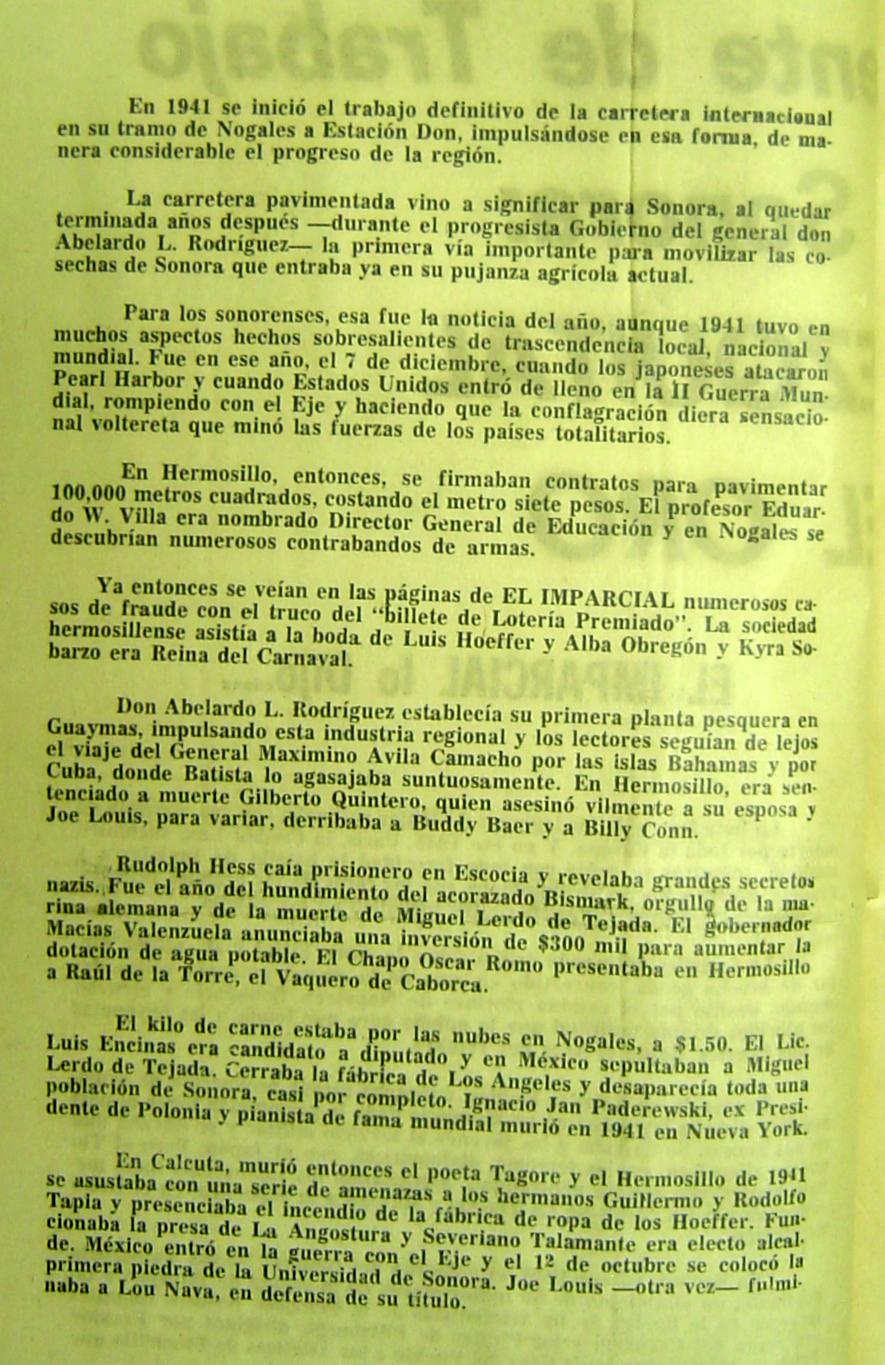 En 1941 se inició el trabajo definitivo de la carretera internacional
en su tramo de Nogales a Estación Don, impulsándose en esa forma, de ma-
nera considerable el progreso de la región.
La carretera pavimentada vino a significar para Sonora, al quedar
terminada años después —durante el progresista Gobierno del general don
Abelardo L. Rodríguez— la primera vía importante para movilizar las co-
sechas de Sonora que entraba ya en su pujanza agrícola actual.
Para los sonorenses, esa fue la noticia del año, aunque 1941 tuvo en
muchos aspectos hechos sobresalientes de trascendencia local, nacional y
mundial. Fue en ese año, el 7 de diciembre, cuando los japoneses atacaron
Pearl Harbor y cuando Estados Unidos entró de lleno en la II Guerra Mun-
dial, rompiendo con el Eje y haciendo que la conflagración diera sensacio-
nal voltereta que minó las fuerzas de los países totalitarios.
En Hermosillo, entonces, se firmaban contratos para pavimentar
100,000 metros cuadrados, costando el metro siete pesos. El profesor Eduar-
do W. Villa era nombrado Director General de Educación y en Nogales se
descubrían numerosos contrabandos de armas.
Ya entonces se veían en las páginas de EL IMPARCIAL numerosos ca-
sos de fraude con el truco del "billete de Lotería Premiado". La sociedad
hermosillense asistía a la boda de Luis Hoeffer y Alba Obregón y Kyra So-
barzo era Reina del Carnaval.
Don Abelardo L. Rodríguez establecía su primera planta pesquera en
Guaymas, impulsando esta industria regional y los lectores seguían de lejos
el viaje del General Maximino Avila Camacho por las islas Bahamas y por
Cuba, donde Batista lo agasajaba suntuosamente. En Hermosillo, era sen-
tenciado a muerte Gilberto Quintero, quien asesinó vilmente a su esposa y
Joe Louis, para variar, derribaba a Buddy Baer y a Billy Conn.
Rudolph Hess caía prisionero en Escocia y revelaba grandes secretos
nazis. Fue el año del hundimiento del acorazado Bismark, orgullo de la ma-
rina alemana y de la muerte de Miguel Lerdo de Tejada. El gobernador
Macías Valenzuela anunciaba una inversión de $300 mil para aumentar la
dotación de agua potable. El Chapo Oscar Romo presentaba en Hermosillo
a Raúl de la Torre, el Vaquero de Caborca.
El kilo de carne estaba por las nubes en Nogales, a $1.50. El Lic.
Luis Encinas era candidato a diputado y en México sepultaban a Miguel
Lerdo de Tejada. Cerraba la fábrica de Los Angeles y desaparecía toda una
población de Sonora, casi por completo. Ignacio Jan Paderewski, ex Presi-
dente de Polonia y pianista de fama mundial murió en 1941 en Nueva York.
En Calcuta, murió entonces el poeta Tagore y el Hermosillo de 1941
se asustaba con una serie de amenazas a los hermanos Guillermo y Rodolfo
Tapia y presenciaba el incendio de la fábrica de ropa de los Hoeffer. Fun-
cionaba la presa de La Angostura y Severiano Talamante era electo alcal-
de. México entró en la guerra con el Eje y el 12 de octubre se colocó la
primera piedra de la Universidad de Sonora. Joe Louis —otra vez— fulmi-
naba a Lou Nava, en defensa de su título.